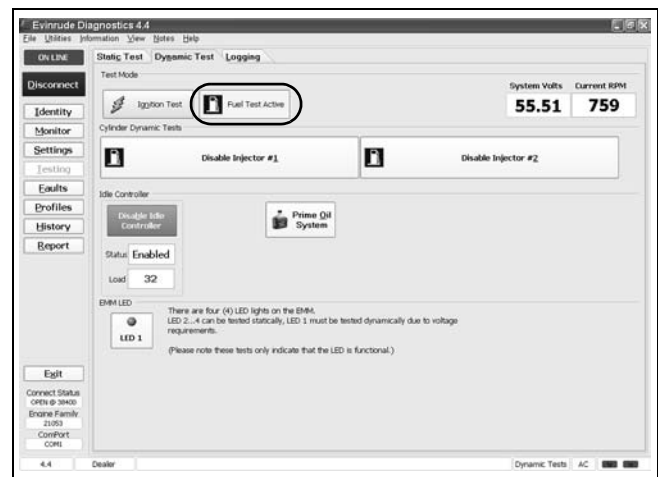 Evinrude Diagnostics 4.4
File Utilities Information View Notes Help
ON LINE
Static Test Dynamic Test Logging
Disconnect
Identity
Monitor
Settings
Testing
Faults
Profiles
History
Report
Test Mode
Ignition Test
Fuel Test Active
System Volts Current RPM
55.51 759
Cylinder Dynamic Tests
Disable Injector #1
Disable Injector #2
Idle Controller
Disable Idle
Controller
Prime Oil
System
Status Enabled
Load 32
EMM LED
LED 1
There are four (4) LED lights on the EMM.
LED 2...4 can be tested statically, LED 1 must be tested dynamically due to voltage
requirements.
(Please note these tests only indicate that the LED is functional.)
Exit
Connect Status
OPEN @ 38400
Engine Family
21053
ComPort
COM1
4.4 Dealer Dynamic Tests AC